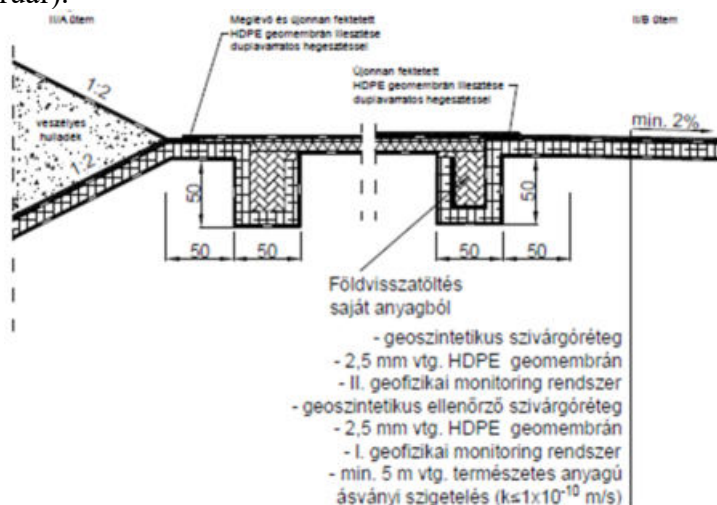 ruár).
II/A ütem
Meglévő és újonnan fektetett
HDPE geomembrán illesztése
duplavarratos hegesztéssel
II/B ütem
Újonnan fektetett
HDPE geomembrán illesztése
duplavarratos hegesztéssel
1:2
veszélyes
hulladék
1:2
min. 2%
50
50
50
50
50
50
Földvisszatöltés
saját anyagból
- geoszintetikus szivárgóréteg
- 2,5 mm vtg. HDPE geomembrán
- II. geofizikai monitoring rendszer
- geoszintetikus ellenőrző szivárgóréteg
- 2,5 mm vtg. HDPE geomembrán
- I. geofizikai monitoring rendszer
- min. 5 m vtg. természetes anyagú
ásványi szigetelés (k≤1x10⁻¹⁰ m/s)